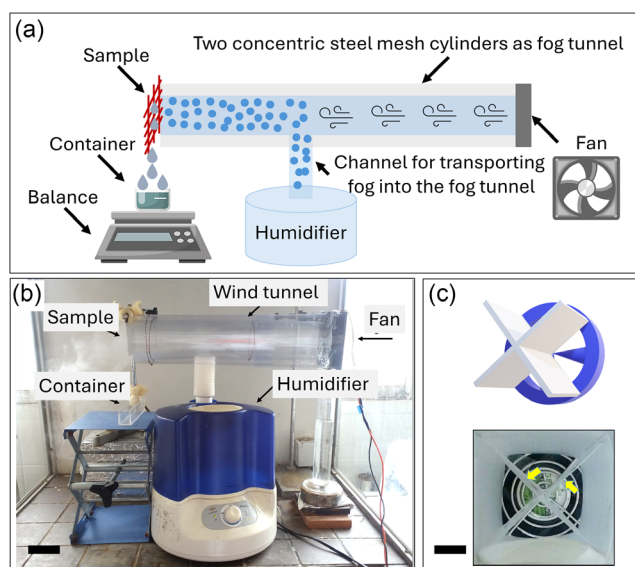 (a)
Two concentric steel mesh cylinders as fog tunnel
Sample
Container
Balance
Fan
Channel for transporting
fog into the fog tunnel
Humidifier
(b)
Wind tunnel
Sample
Fan
Container
Humidifier
(c)